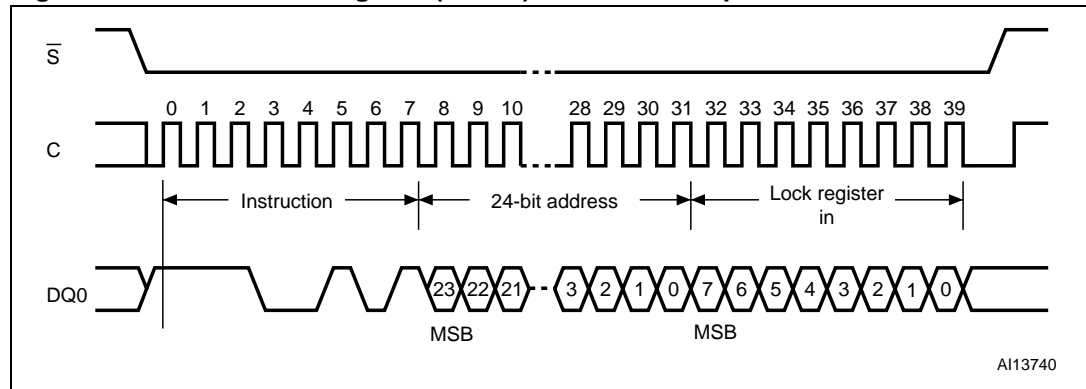 S
0 1 2 3 4 5 6 7 8 9 10 28 29 30 31 32 33 34 35 36 37 38 39
C
Instruction 24-bit address Lock register
in
DQ0 23 22 21 3 2 1 0 7 6 5 4 3 2 1 0
MSB MSB
AI13740